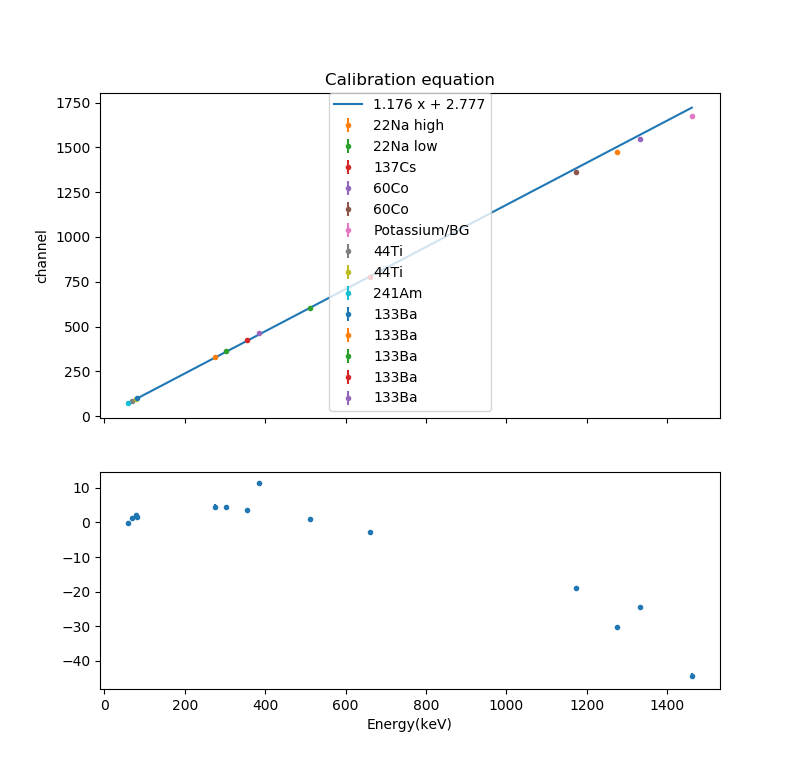 Calibration equation
1750
1500
1250
1000
750
500
250
0
channel
1.176 x + 2.777
22Na high
22Na low
137Cs
60Co
60Co
Potassium/BG
44Ti
44Ti
241Am
133Ba
133Ba
133Ba
133Ba
133Ba
10
0
−10
−20
−30
−40
0 200 400 600 800 1000 1200 1400
Energy(keV)